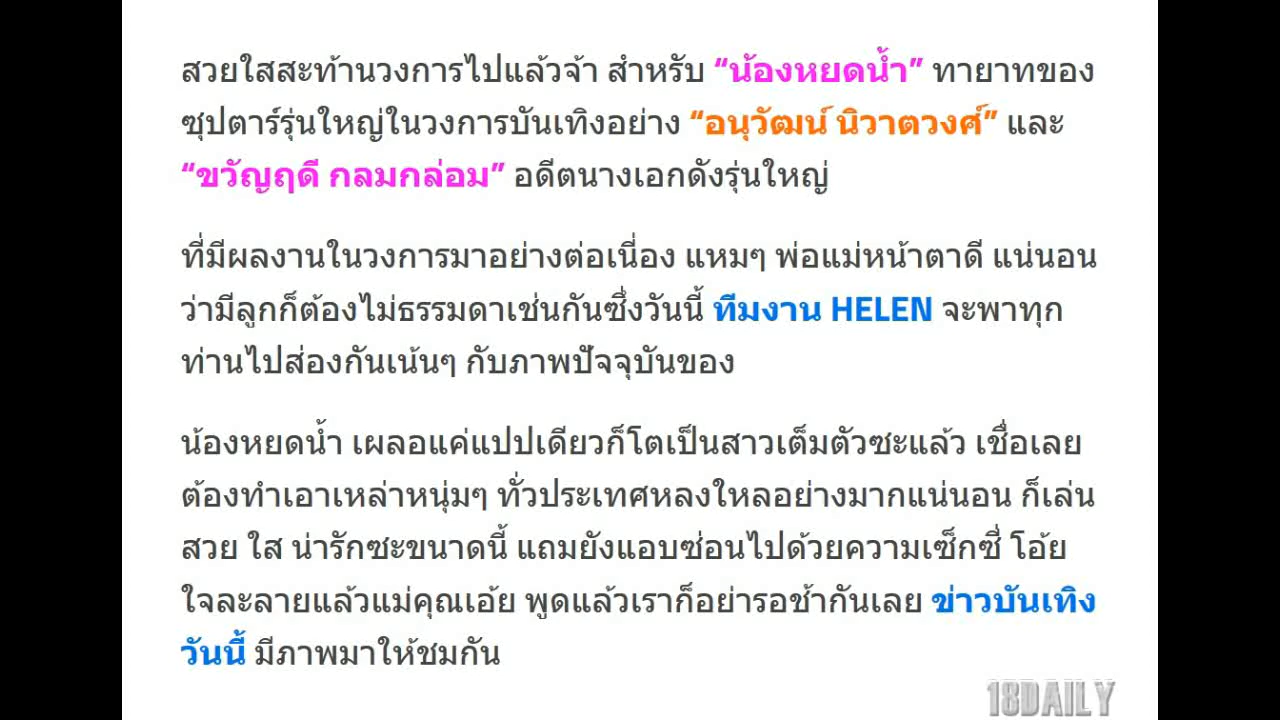 สวยใสสะท้านวงการไปแล้วจ้า สำหรับ “น้องหยดน้ำ” ทายาทของ
ซุปตาร์รุ่นใหญ่ในวงการบันเทิงอย่าง “อนุวัฒน์ นิวาตวงศ์” และ
“ขวัญฤดี กลมกล่อม” อดีตนางเอกดังรุ่นใหญ่
ที่มีผลงานในวงการมาอย่างต่อเนื่อง แหมๆ พ่อแม่หน้าตาดี แน่นอน
ว่ามีลูกก็ต้องไม่ธรรมดาเช่นกันซึ่งวันนี้ ทีมงาน HELEN จะพาทุก
ท่านไปส่องกันเน้นๆ กับภาพปัจจุบันของ
น้องหยดน้ำ เผลอแค่แปปเดียวก็โตเป็นสาวเต็มตัวซะแล้ว เชื่อเลย
ต้องทำเอาเหล่าหนุ่มๆ ทั่วประเทศหลงใหลอย่างมากแน่นอน ก็เล่น
สวย ใส น่ารักซะขนาดนี้ แถมยังแอบซ่อนไปด้วยความเซ็กซี่ โอ้ย
ใจละลายแล้วแม่คุณเอ้ย พูดแล้วเราก็อย่ารอช้ากันเลย ข่าวบันเทิง
วันนี้ มีภาพมาให้ชมกัน
18DAILY